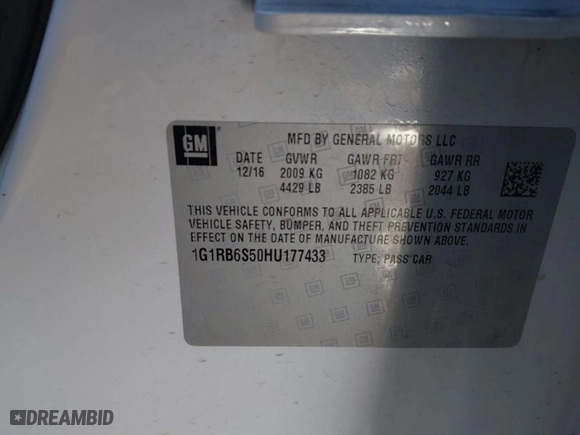 GM
MFD BY GENERAL MOTORS LLC
DATE GVWR GAWR FRT GAWR RR
12/16 2009 KG 1082 KG 927 KG
4429 LB 2385 LB 2044 LB
THIS VEHICLE CONFORMS TO ALL APPLICABLE U.S. FEDERAL MOTOR
VEHICLE SAFETY, BUMPER, AND THEFT PREVENTION STANDARDS IN
EFFECT ON THE DATE OF MANUFACTURE SHOWN ABOVE.
1G1RB6S50HU177433 TYPE: PASS CAR
DREAMBID